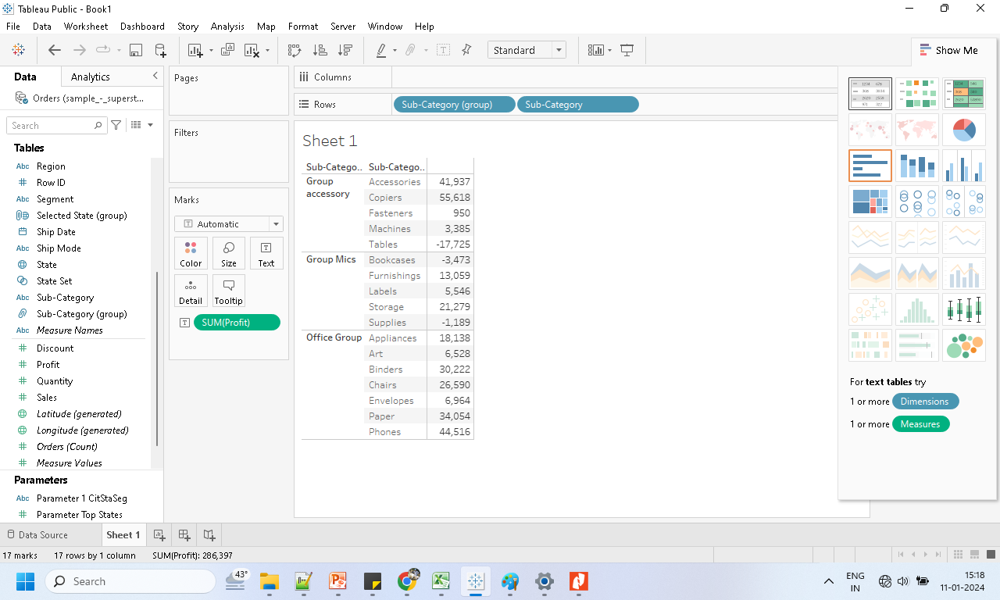 Tableau Public - Book1
File Data Worksheet Dashboard Story Analysis Map Format Server Window Help
Standard
Show Me
Data Analytics
Orders (sample_-_superst...
Search
Tables
Abc Region
Row ID
Abc Segment
Selected State (group)
Ship Date
Abc Ship Mode
State
State Set
Abc Sub-Category
Sub-Category (group)
Abc Measure Names
Discount
Profit
Quantity
Sales
Latitude (generated)
Longitude (generated)
Orders (Count)
Measure Values
Parameters
Abc Parameter 1 CitStaSeg
Parameter Top States
Pages
Filters
Marks
Automatic
Color Size Text
Detail Tooltip
SUM(Profit)
Columns
Rows Sub-Category (group) Sub-Category
Sheet 1
Sub-Catego.. Sub-Catego..
Group accessory Accessories 41,937
Copiers 55,618
Fasteners 950
Machines 3,385
Tables -17,725
Group Mics Bookcases -3,473
Furnishings 13,059
Labels 5,546
Storage 21,279
Supplies -1,189
Office Group Appliances 18,138
Art 6,528
Binders 30,222
Chairs 26,590
Envelopes 6,964
Paper 34,054
Phones 44,516
For text tables try
1 or more Dimensions
1 or more Measures
Data Source Sheet 1
17 marks 17 rows by 1 column SUM(Profit): 286,397
Search
43°
ENG
IN
15:18
11-01-2024